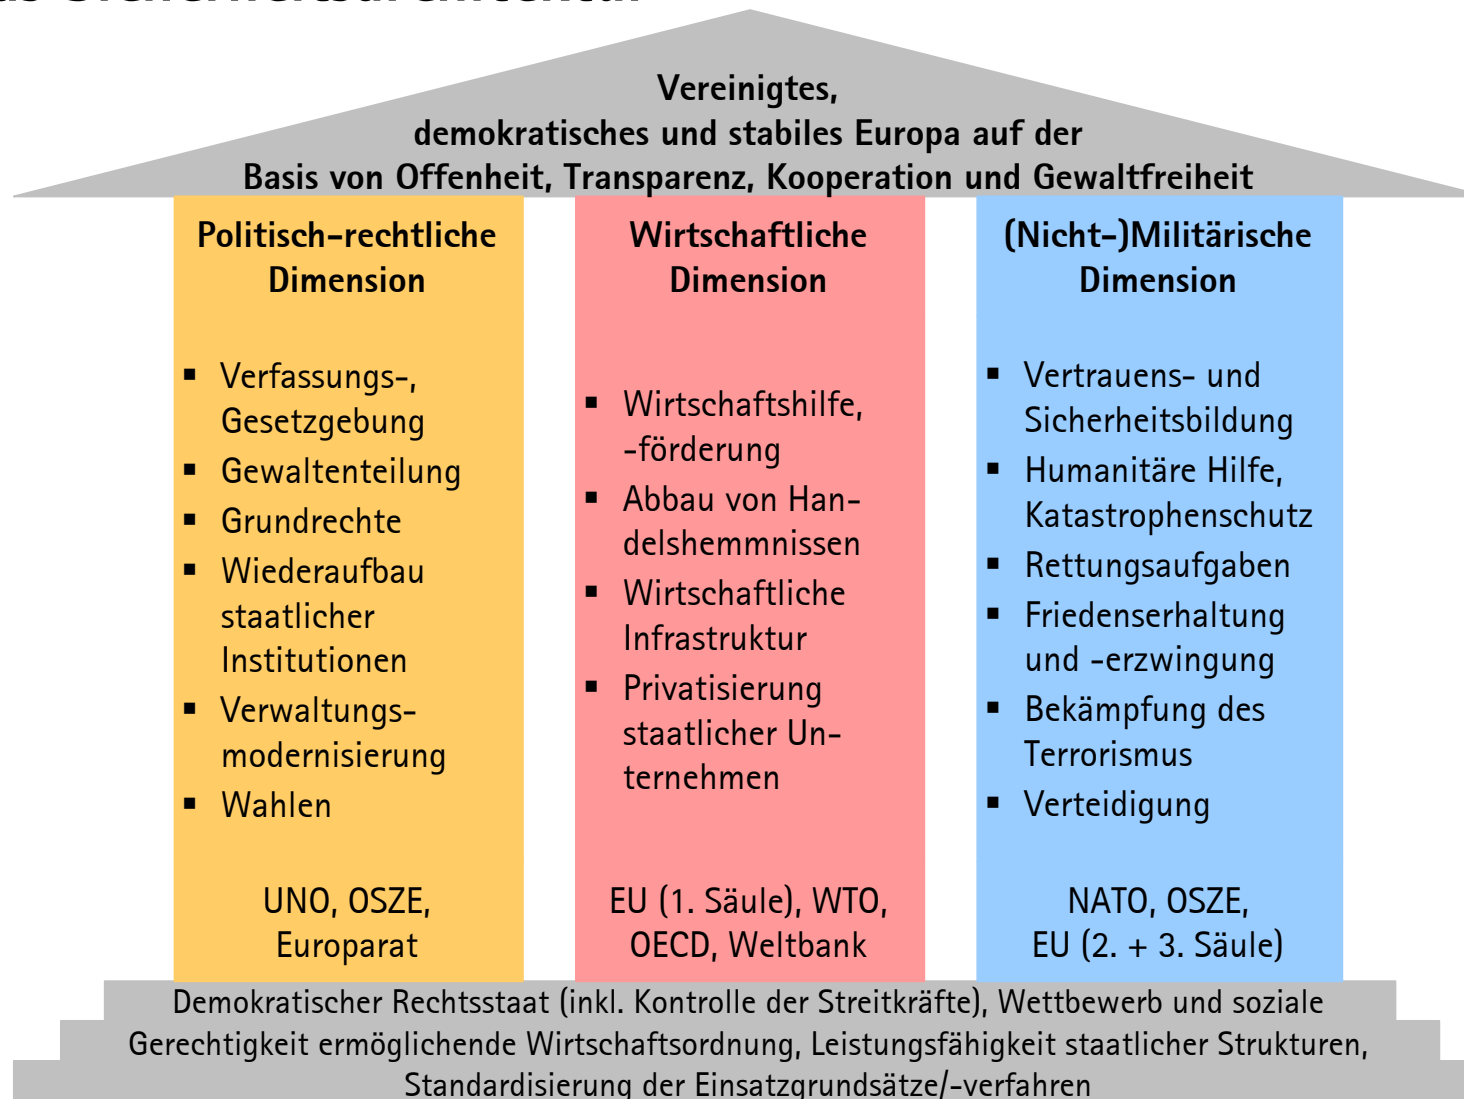 Vereinigtes,
demokratisches und stabiles Europa auf der
Basis von Offenheit, Transparenz, Kooperation und Gewaltfreiheit
Politisch-rechtliche
Dimension
▪ Verfassungs-,
Gesetzgebung
▪ Gewaltenteilung
▪ Grundrechte
▪ Wiederaufbau
staatlicher
Institutionen
▪ Verwaltungs-
modernisierung
▪ Wahlen
UNO, OSZE,
Europarat
Wirtschaftliche
Dimension
▪ Wirtschaftshilfe,
-förderung
▪ Abbau von Han-
delshemmnissen
▪ Wirtschaftliche
Infrastruktur
▪ Privatisierung
staatlicher Un-
ternehmen
EU (1. Säule), WTO,
OECD, Weltbank
(Nicht-)Militärische
Dimension
▪ Vertrauens- und
Sicherheitsbildung
▪ Humanitäre Hilfe,
Katastrophenschutz
▪ Rettungsaufgaben
▪ Friedenserhaltung
und -erzwingung
▪ Bekämpfung des
Terrorismus
▪ Verteidigung
NATO, OSZE,
EU (2. + 3. Säule)
Demokratischer Rechtsstaat (inkl. Kontrolle der Streitkräfte), Wettbewerb und soziale
Gerechtigkeit ermöglichende Wirtschaftsordnung, Leistungsfähigkeit staatlicher Strukturen,
Standardisierung der Einsatzgrundsätze/-verfahren